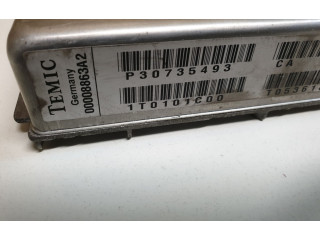 TEMIC
Germany
00008863A2
P30735493
CA
1T0101C00